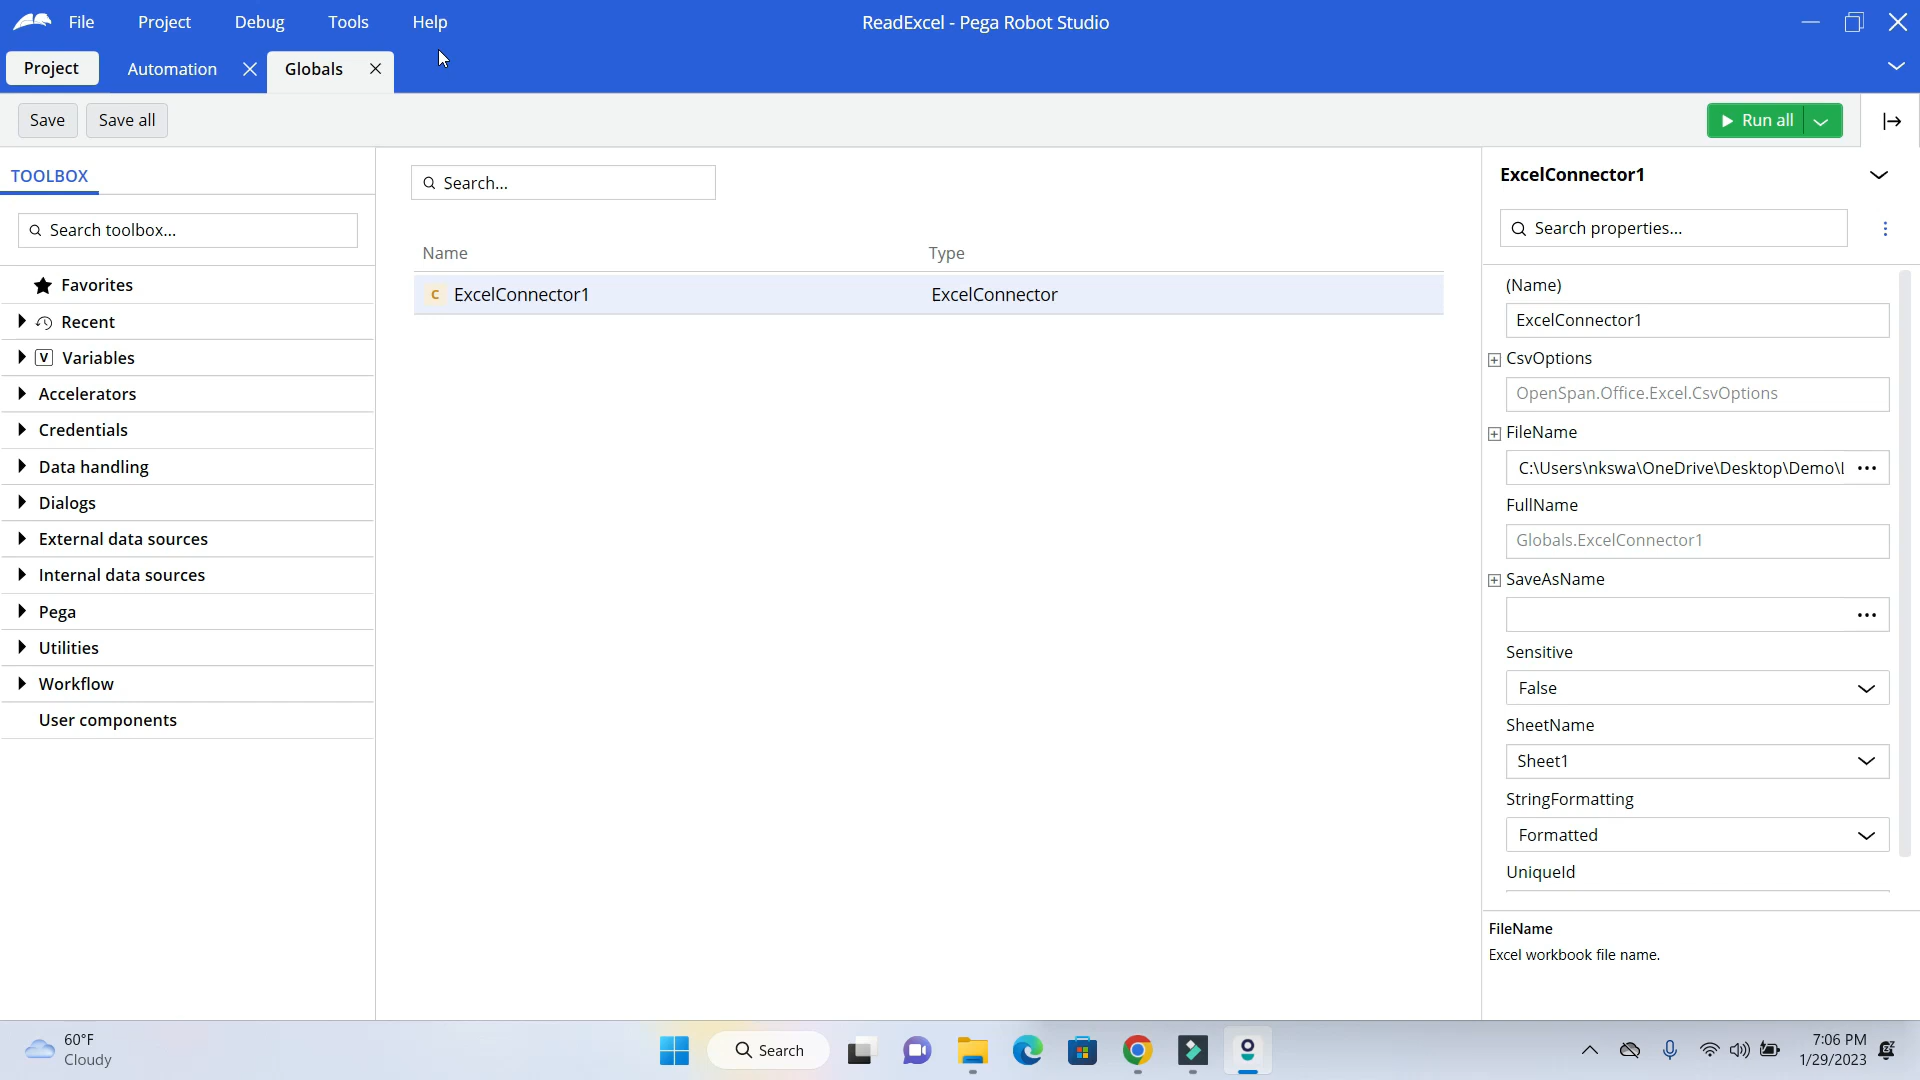 File
Project
Debug
Tools
Help
ReadExcel - Pega Robot Studio
Project
Automation
Globals
Save
Save all
Run all
TOOLBOX
Search toolbox...
Favorites
Recent
V Variables
Accelerators
Credentials
Data handling
Dialogs
External data sources
Internal data sources
Pega
Utilities
Workflow
User components
Search...
Name
Type
C ExcelConnector1
ExcelConnector
ExcelConnector1
Search properties...
(Name)
ExcelConnector1
CsvOptions
OpenSpan.Office.Excel.CsvOptions
FileName
C:\Users\nkswa\OneDrive\Desktop\Demo\
FullName
Globals.ExcelConnector1
SaveAsName
Sensitive
False
SheetName
Sheet1
StringFormatting
Formatted
UniqueId
FileName
Excel workbook file name.
60°F
Cloudy
Search
7:06 PM
1/29/2023